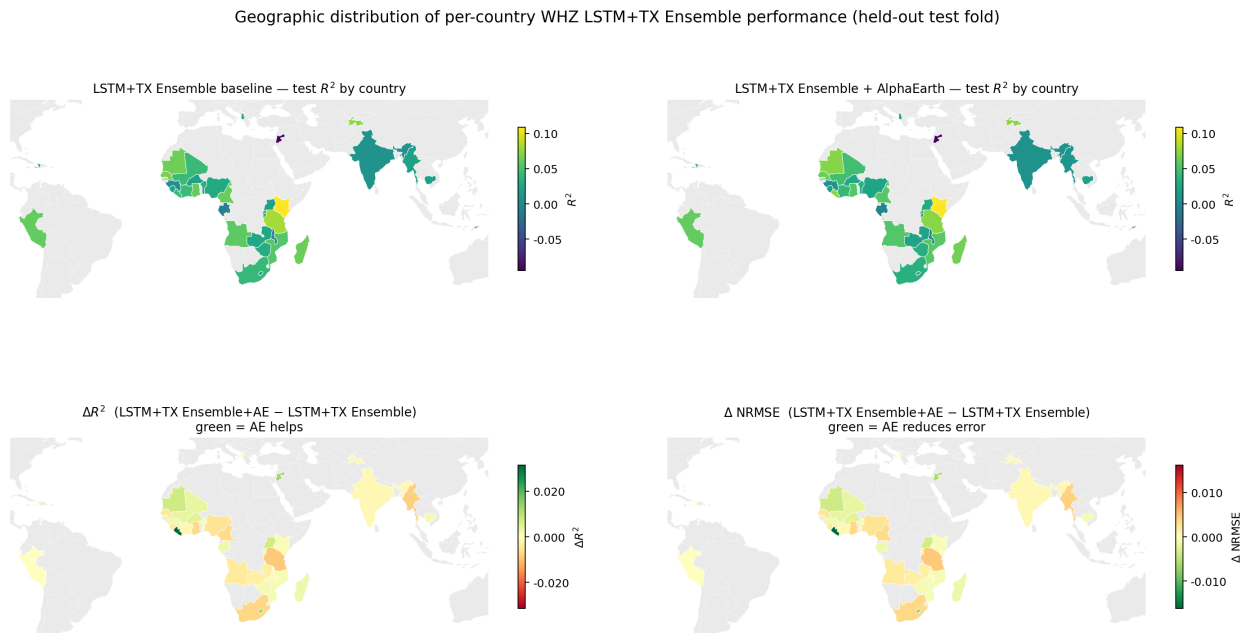 Geographic distribution of per-country WHZ LSTM+TX Ensemble performance (held-out test fold)
LSTM+TX Ensemble baseline — test R² by country
0.10
0.05
0.00
-0.05
R²
LSTM+TX Ensemble + AlphaEarth — test R² by country
0.10
0.05
0.00
-0.05
R²
ΔR² (LSTM+TX Ensemble+AE − LSTM+TX Ensemble)
green = AE helps
0.020
0.000
-0.020
ΔR²
Δ NRMSE (LSTM+TX Ensemble+AE − LSTM+TX Ensemble)
green = AE reduces error
0.010
0.000
-0.010
Δ NRMSE